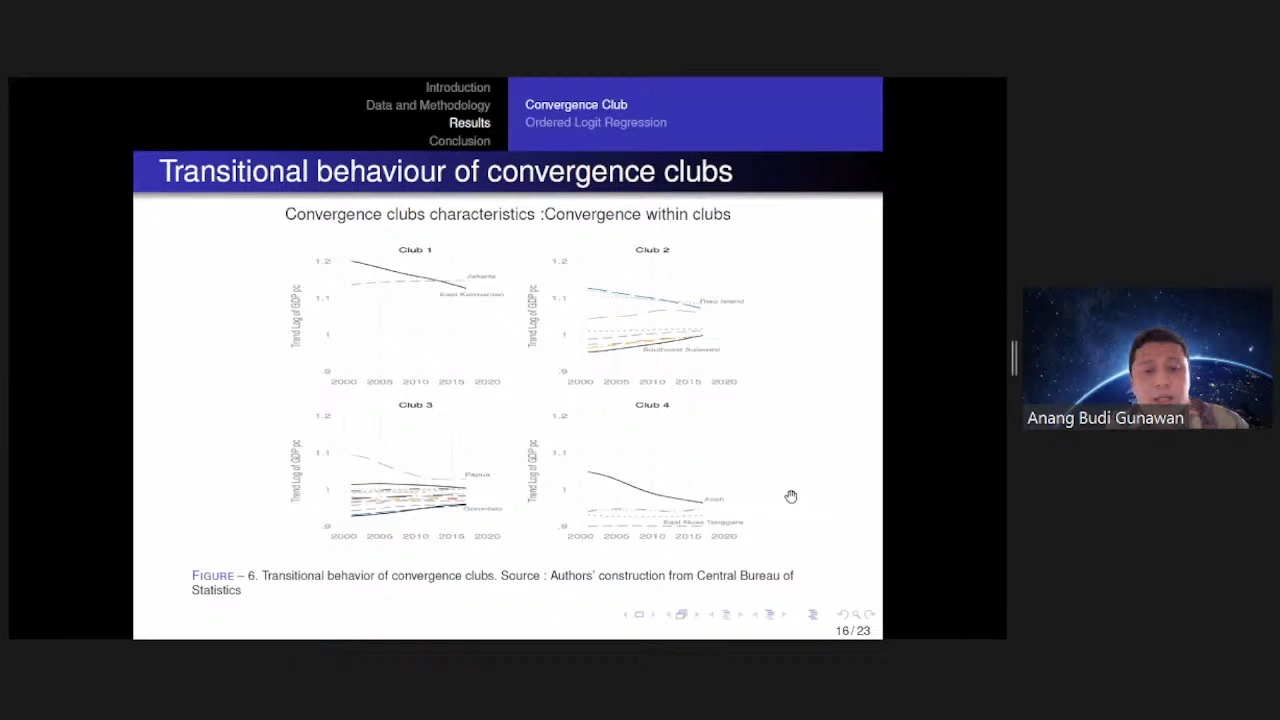 Introduction
Data and Methodology
Results
Conclusion
Convergence Club
Ordered Logit Regression
Transitional behaviour of convergence clubs
Convergence clubs characteristics :Convergence within clubs
Club 1
Trend Log of GDP pc
1.2
1.1
1
.9
Jakarta
East Kalimantan
2000 2005 2010 2015 2020
Club 2
Trend Log of GDP pc
1.2
1.1
1
.9
Riau Island
Southeast Sulawesi
2000 2005 2010 2015 2020
Club 3
Trend Log of GDP pc
1.2
1.1
1
.9
Papua
Gorontalo
2000 2005 2010 2015 2020
Club 4
Trend Log of GDP pc
1.2
1.1
1
.9
Aceh
East Nusa Tenggara
2000 2005 2010 2015 2020
FIGURE – 6. Transitional behavior of convergence clubs. Source : Authors' construction from Central Bureau of
Statistics
16/23
Anang Budi Gunawan